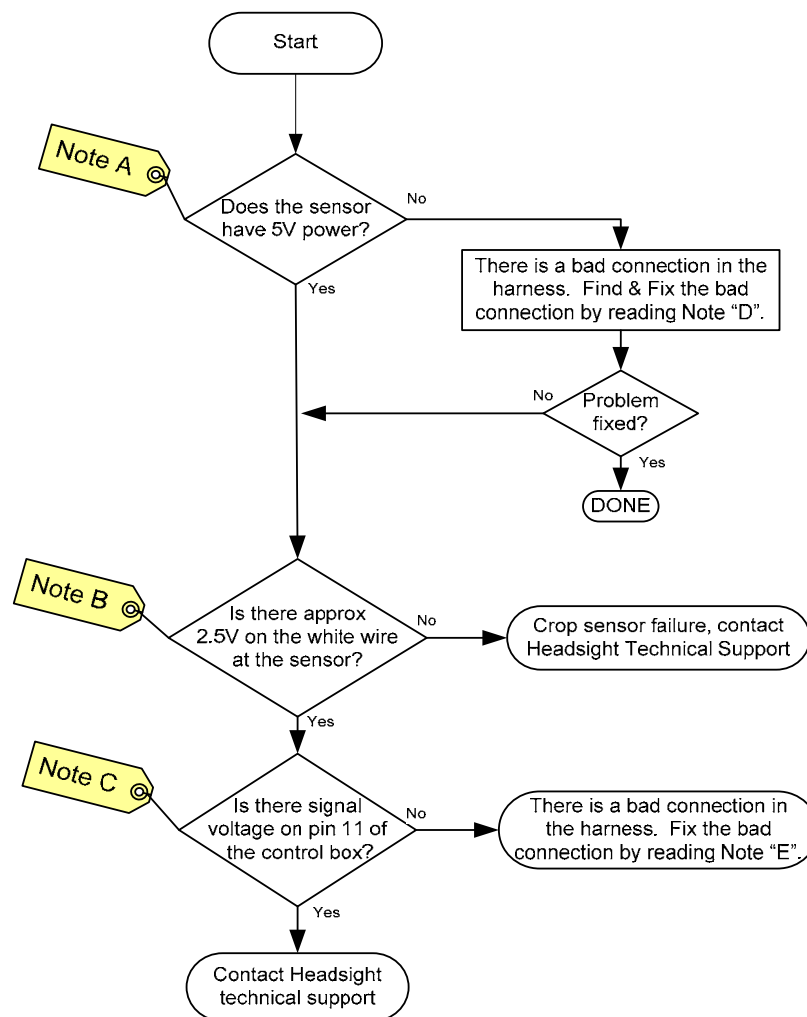 Start
Note A
Does the sensor
have 5V power?
No
Yes
There is a bad connection in the
harness. Find & Fix the bad
connection by reading Note “D”.
No
Problem
fixed?
Yes
DONE
Note B
Is there approx
2.5V on the white wire
at the sensor?
No
Crop sensor failure, contact
Headsight Technical Support
Yes
Note C
Is there signal
voltage on pin 11 of
the control box?
No
There is a bad connection in
the harness. Fix the bad
connection by reading Note “E”.
Yes
Contact Headsight
technical support